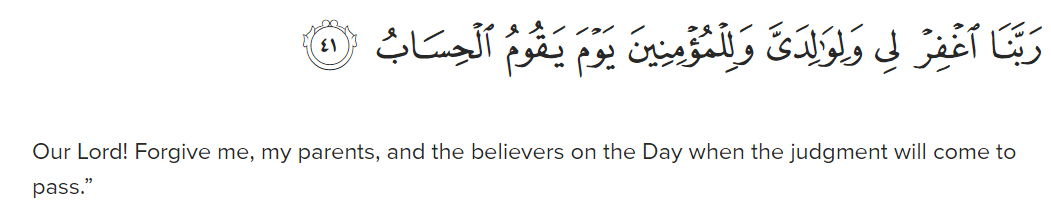 رَبَّنَا ٱغْفِرْ لِى وَلِوَٰلِدَىَّ وَلِلْمُؤْمِنِينَ يَوْمَ يَقُومُ ٱلْحِسَابُ ٤١
Our Lord! Forgive me, my parents, and the believers on the Day when the judgment will come to
pass.”